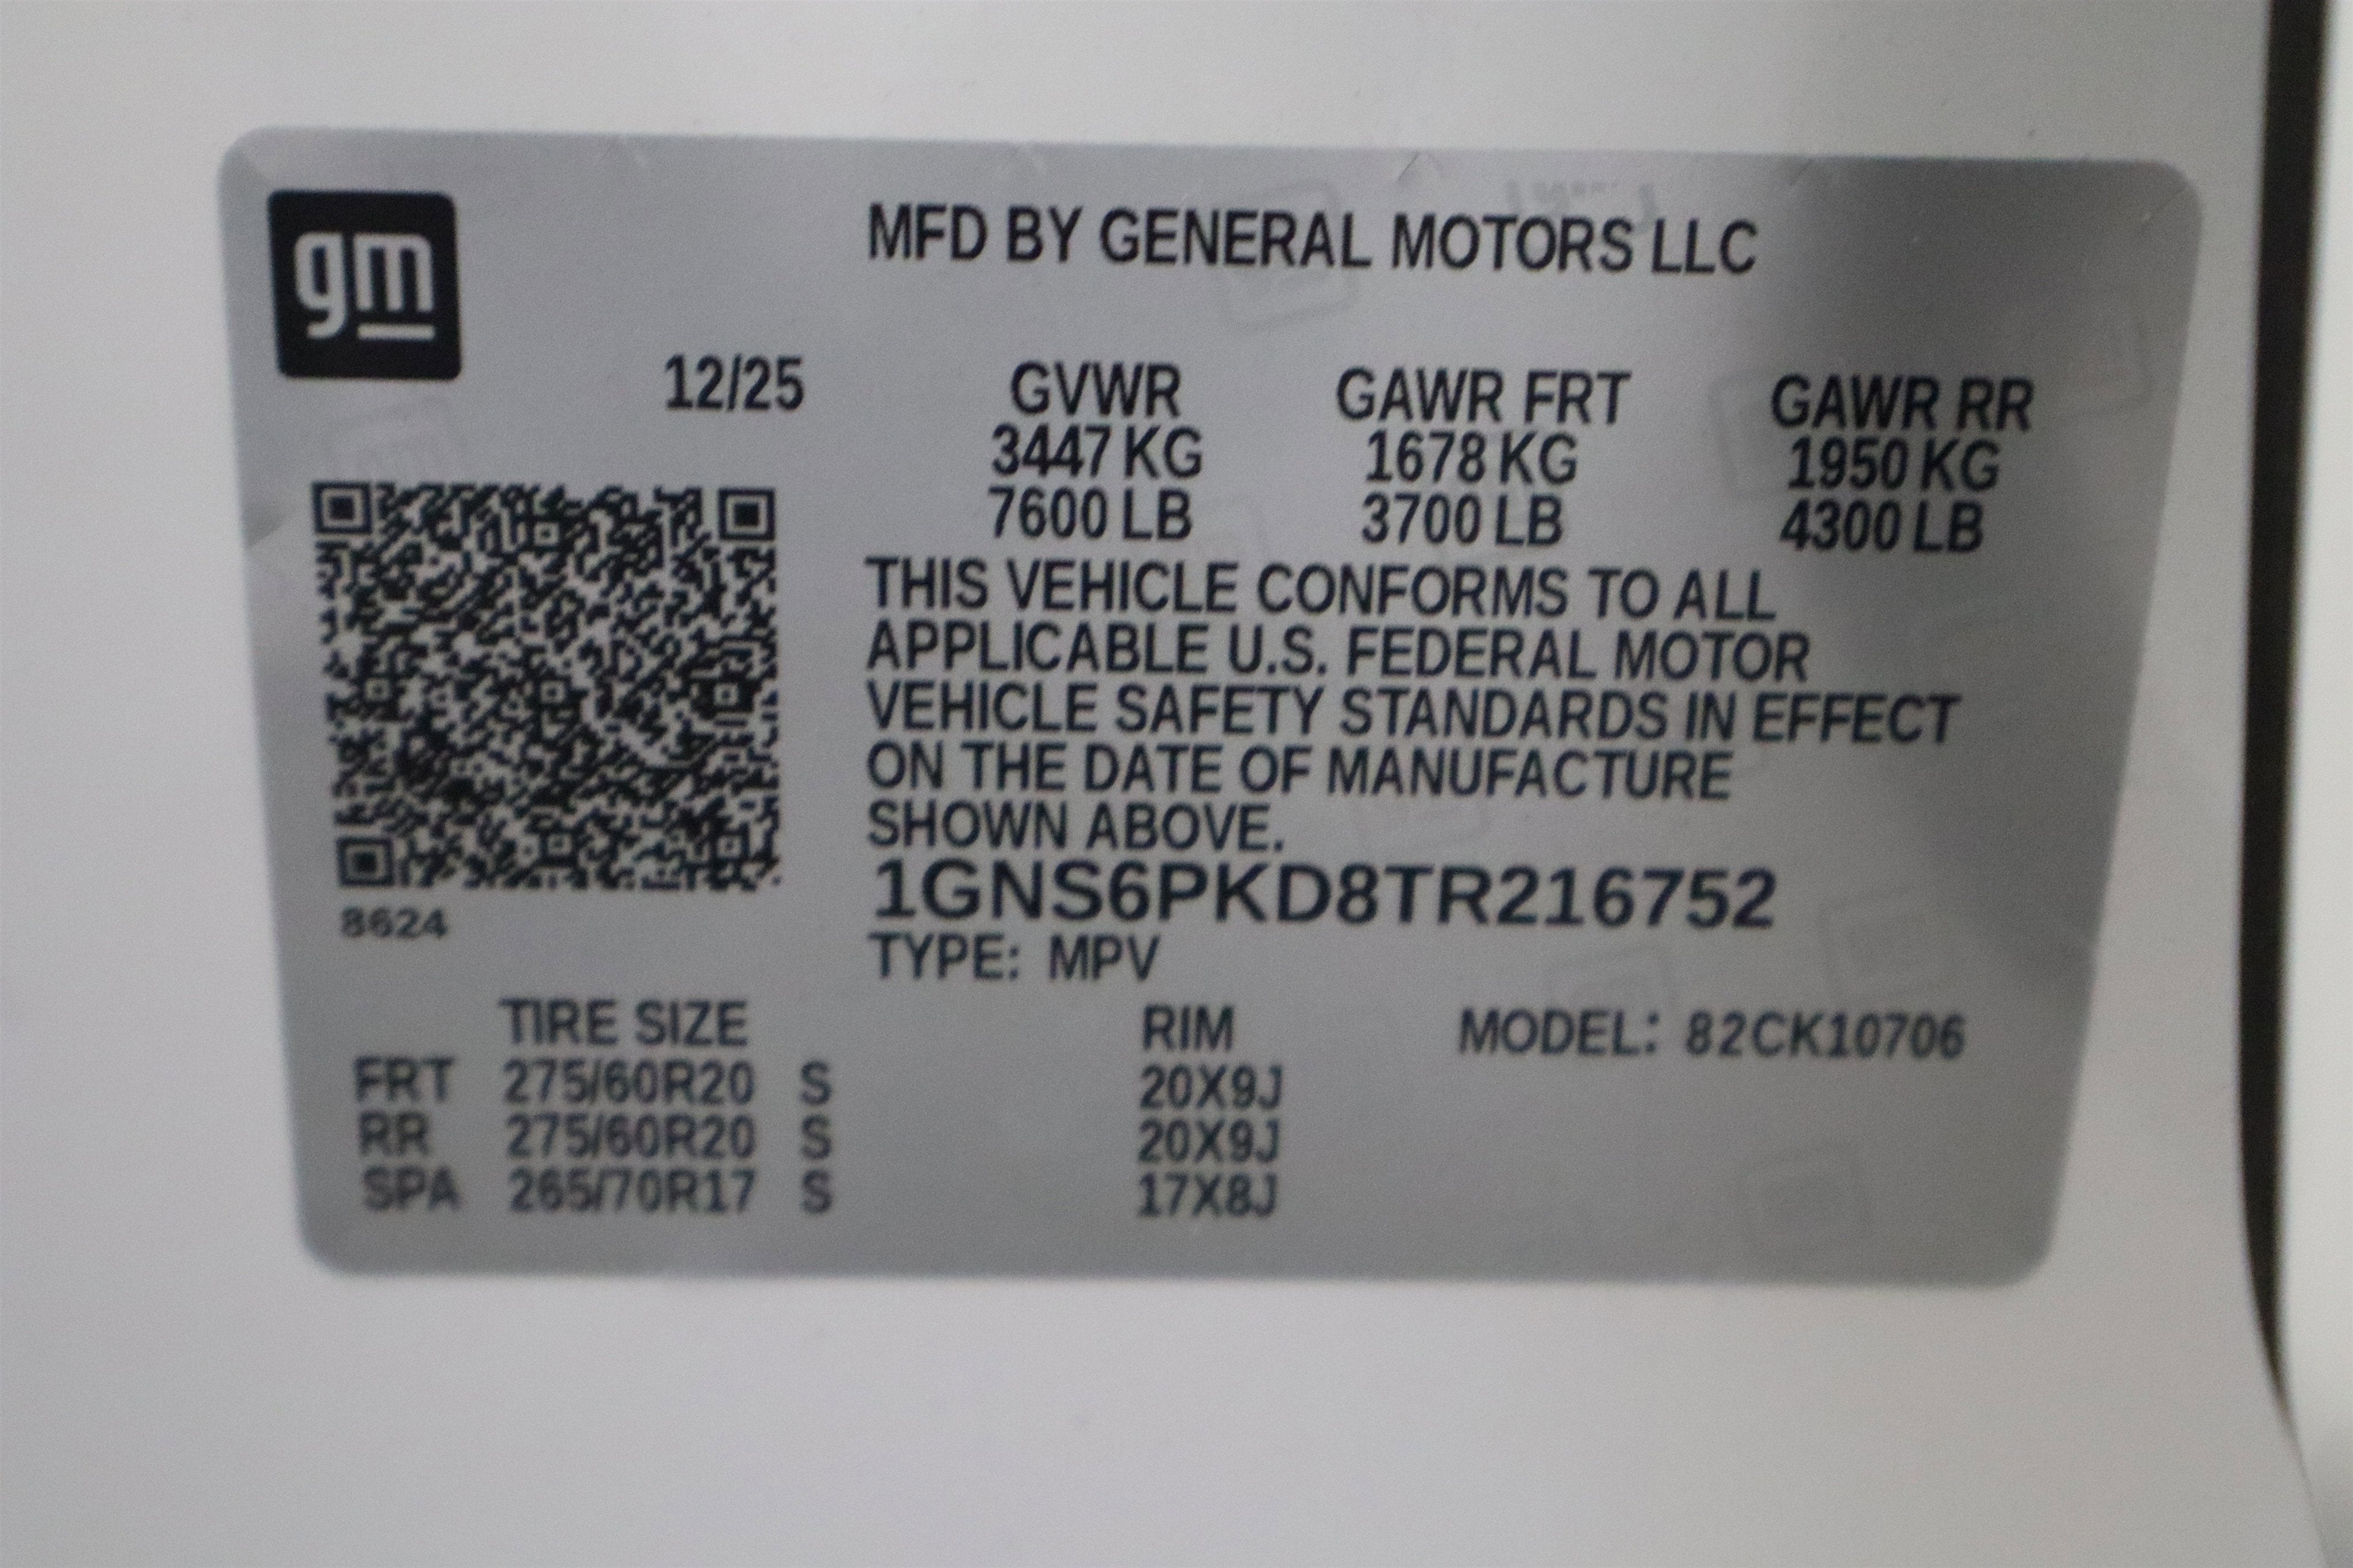 gm
MFD BY GENERAL MOTORS LLC
12/25 GVWR GAWR FRT GAWR RR
3447 KG 1678 KG 1950 KG
7600 LB 3700 LB 4300 LB
THIS VEHICLE CONFORMS TO ALL
APPLICABLE U.S. FEDERAL MOTOR
VEHICLE SAFETY STANDARDS IN EFFECT
ON THE DATE OF MANUFACTURE
SHOWN ABOVE.
1GNS6PKD8TR216752
8624
TYPE: MPV
TIRE SIZE RIM MODEL: 82CK10706
FRT 275/60R20 S 20X9J
RR 275/60R20 S 20X9J
SPA 265/70R17 S 17X8J